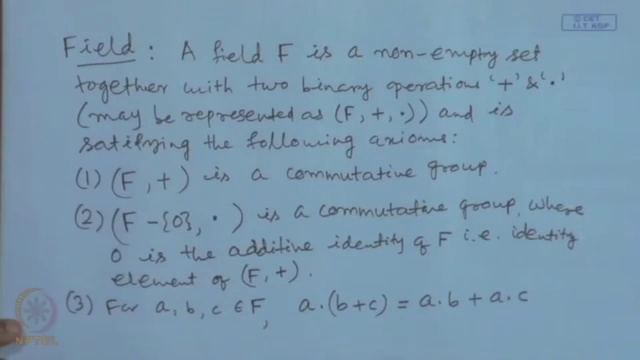 © CET
I.I.T. KGP
Field : A field F is a non-empty set
together with two binary operations '+' & '.'
(may be represented as (F, +, .)) and is
satisfying the following axioms:
(1) (F, +) is a commutative group.
(2) (F - {0}, .) is a commutative group, where
0 is the additive identity of F i.e. identity
element of (F, +).
(3) For a, b, c ∈ F, a.(b+c) = a.b + a.c
NPTEL